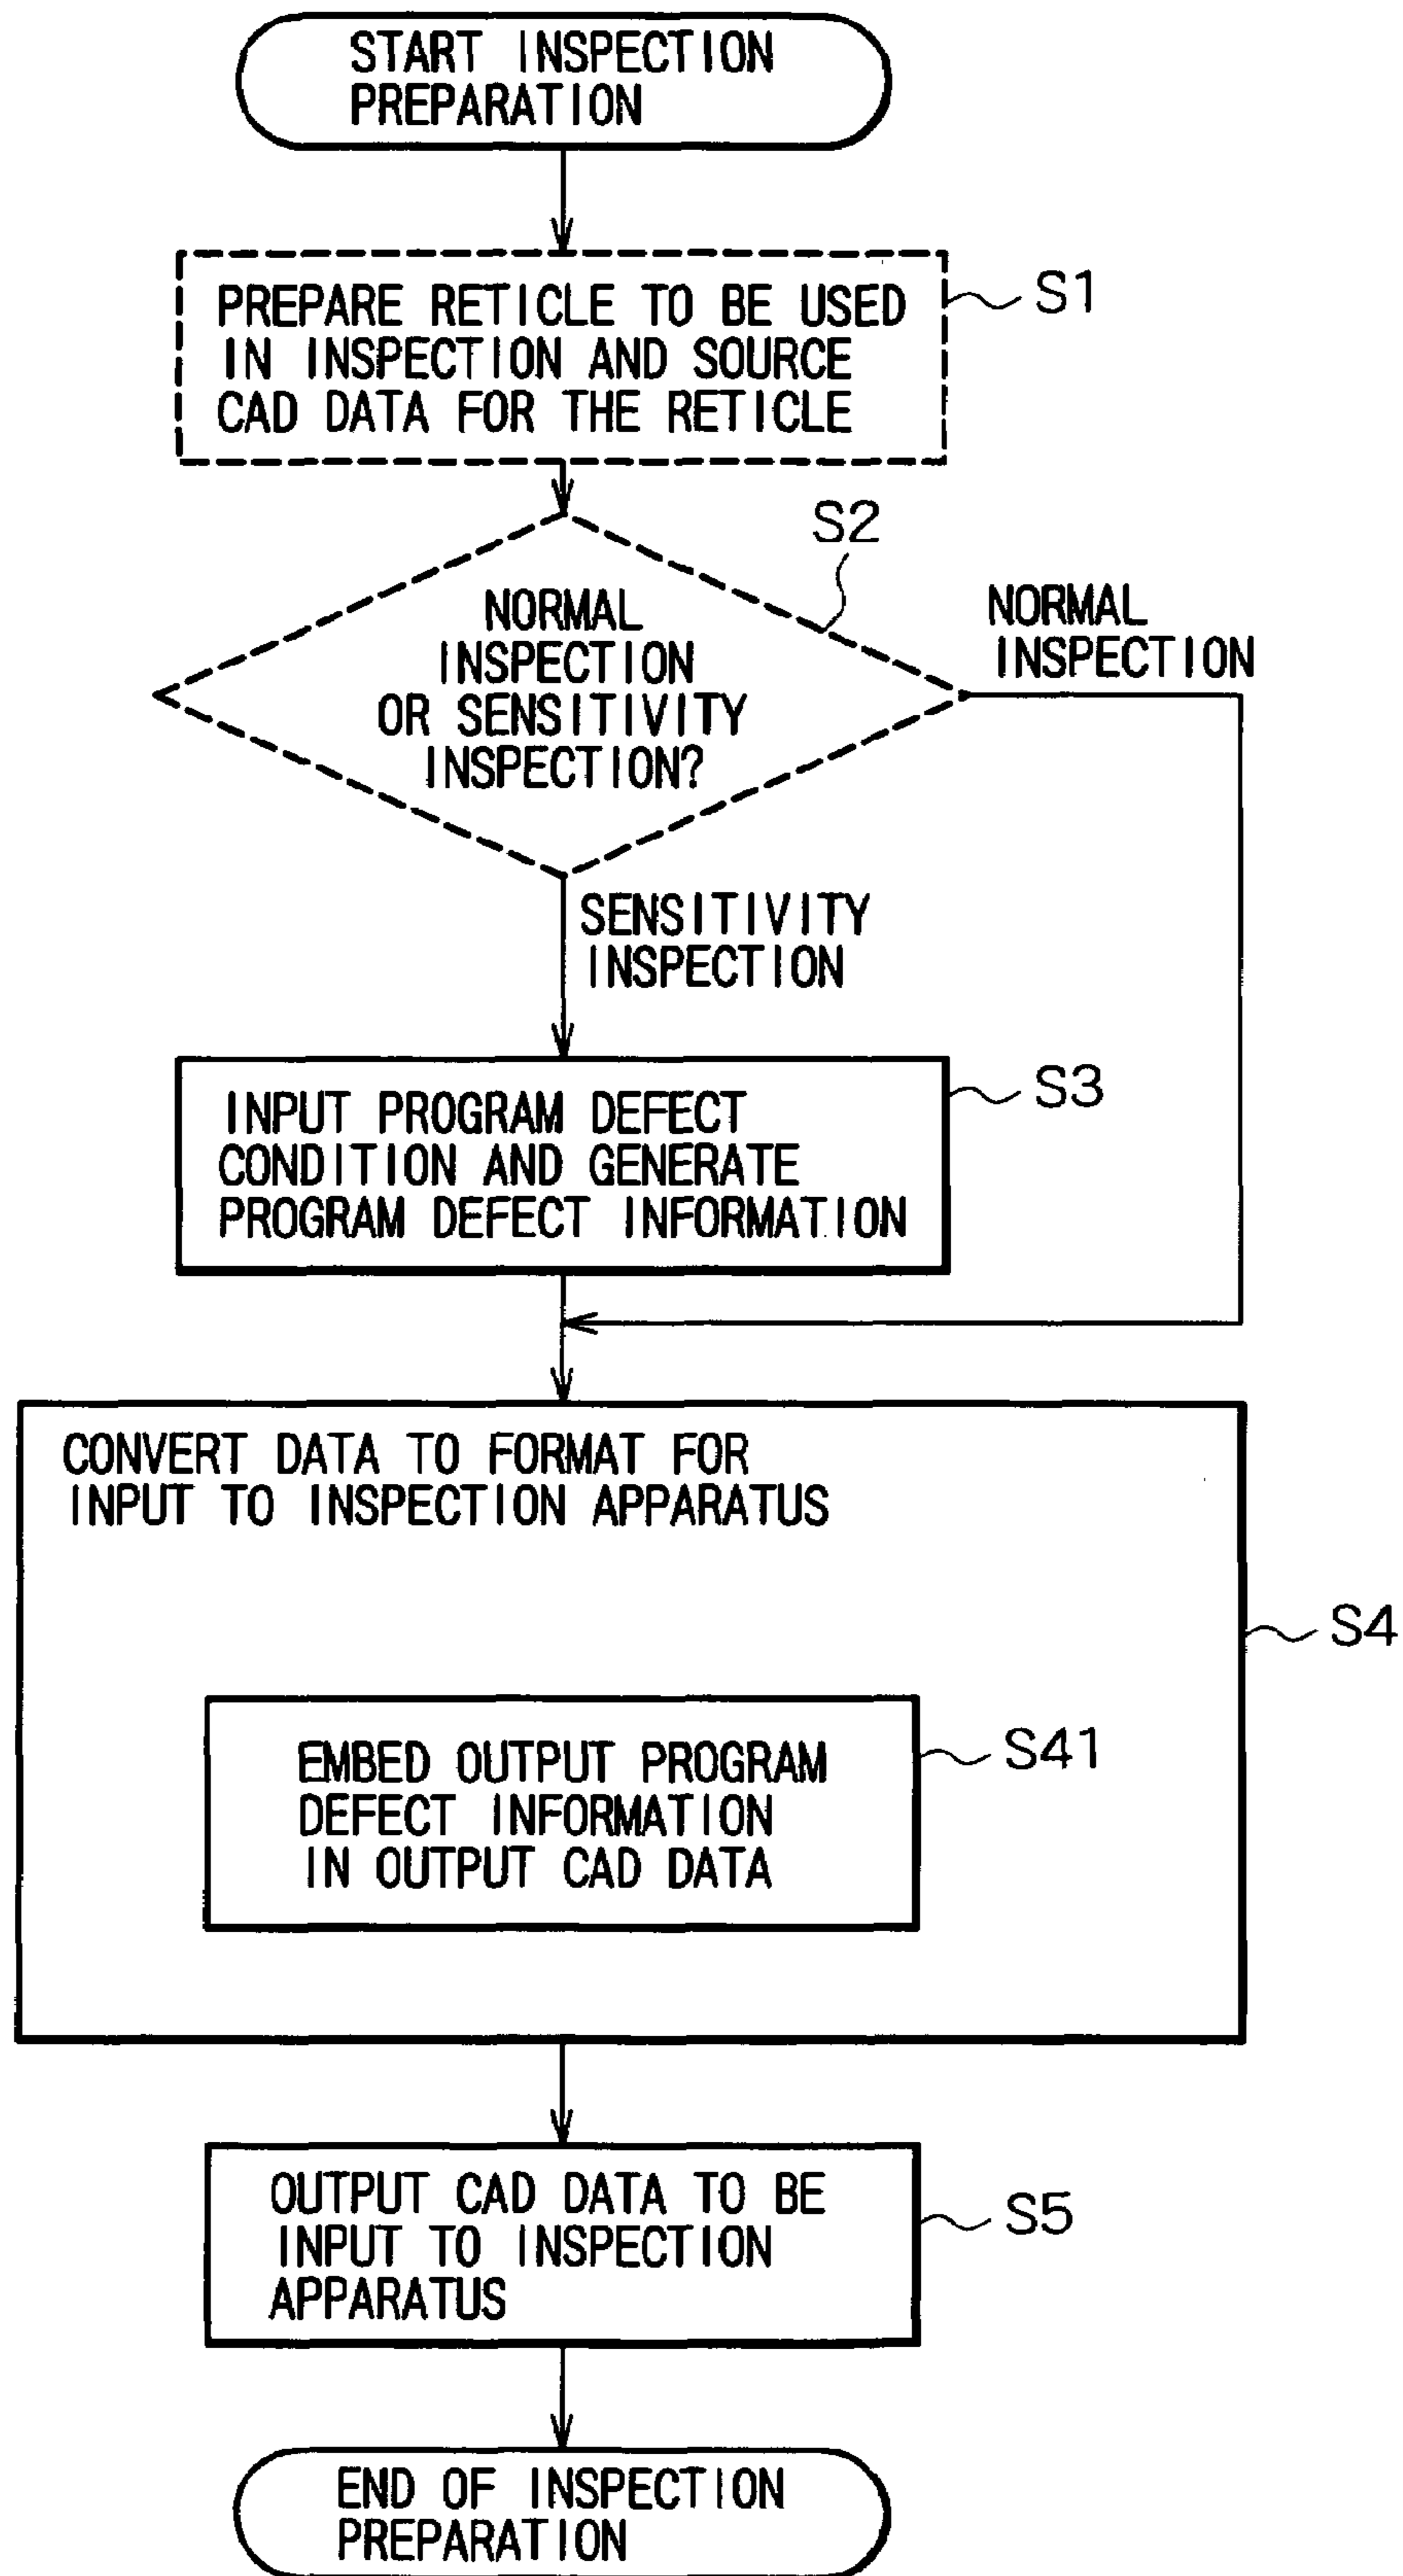 START INSPECTION
PREPARATION
PREPARE RETICLE TO BE USED
IN INSPECTION AND SOURCE
CAD DATA FOR THE RETICLE
S1
S2
NORMAL
INSPECTION
OR SENSITIVITY
INSPECTION?
NORMAL
INSPECTION
SENSITIVITY
INSPECTION
INPUT PROGRAM DEFECT
CONDITION AND GENERATE
PROGRAM DEFECT INFORMATION
S3
CONVERT DATA TO FORMAT FOR
INPUT TO INSPECTION APPARATUS
S4
EMBED OUTPUT PROGRAM
DEFECT INFORMATION
IN OUTPUT CAD DATA
S41
OUTPUT CAD DATA TO BE
INPUT TO INSPECTION
APPARATUS
S5
END OF INSPECTION
PREPARATION